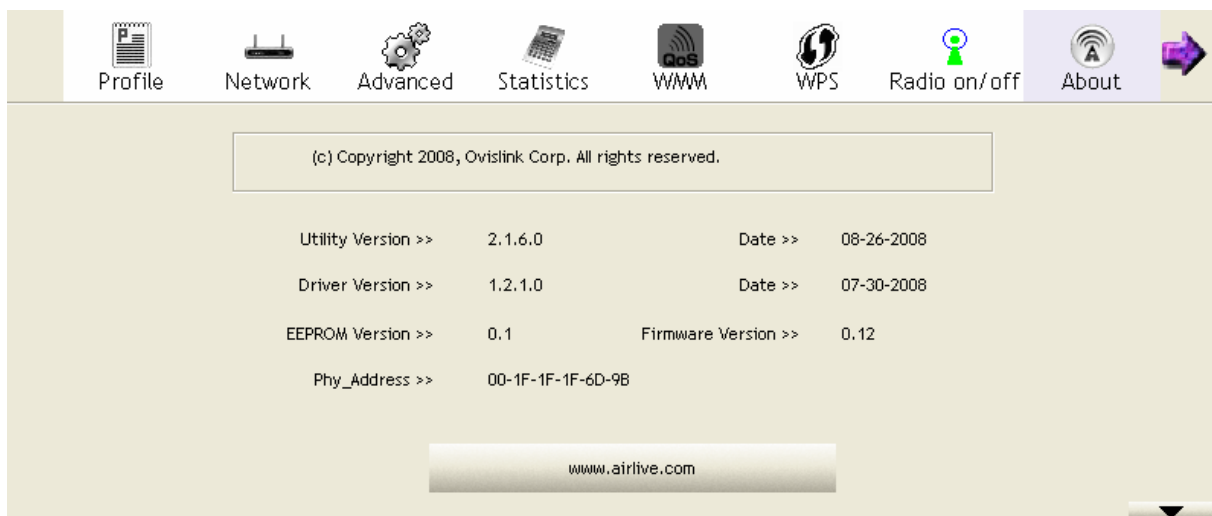 Profile Network Advanced Statistics QoS WMM WPS Radio on/off About
(c) Copyright 2008, Ovislink Corp. All rights reserved.
Utility Version >> 2.1.6.0 Date >> 08-26-2008
Driver Version >> 1.2.1.0 Date >> 07-30-2008
EEPROM Version >> 0.1 Firmware Version >> 0.12
Phy_Address >> 00-1F-1F-1F-6D-9B
www.airlive.com